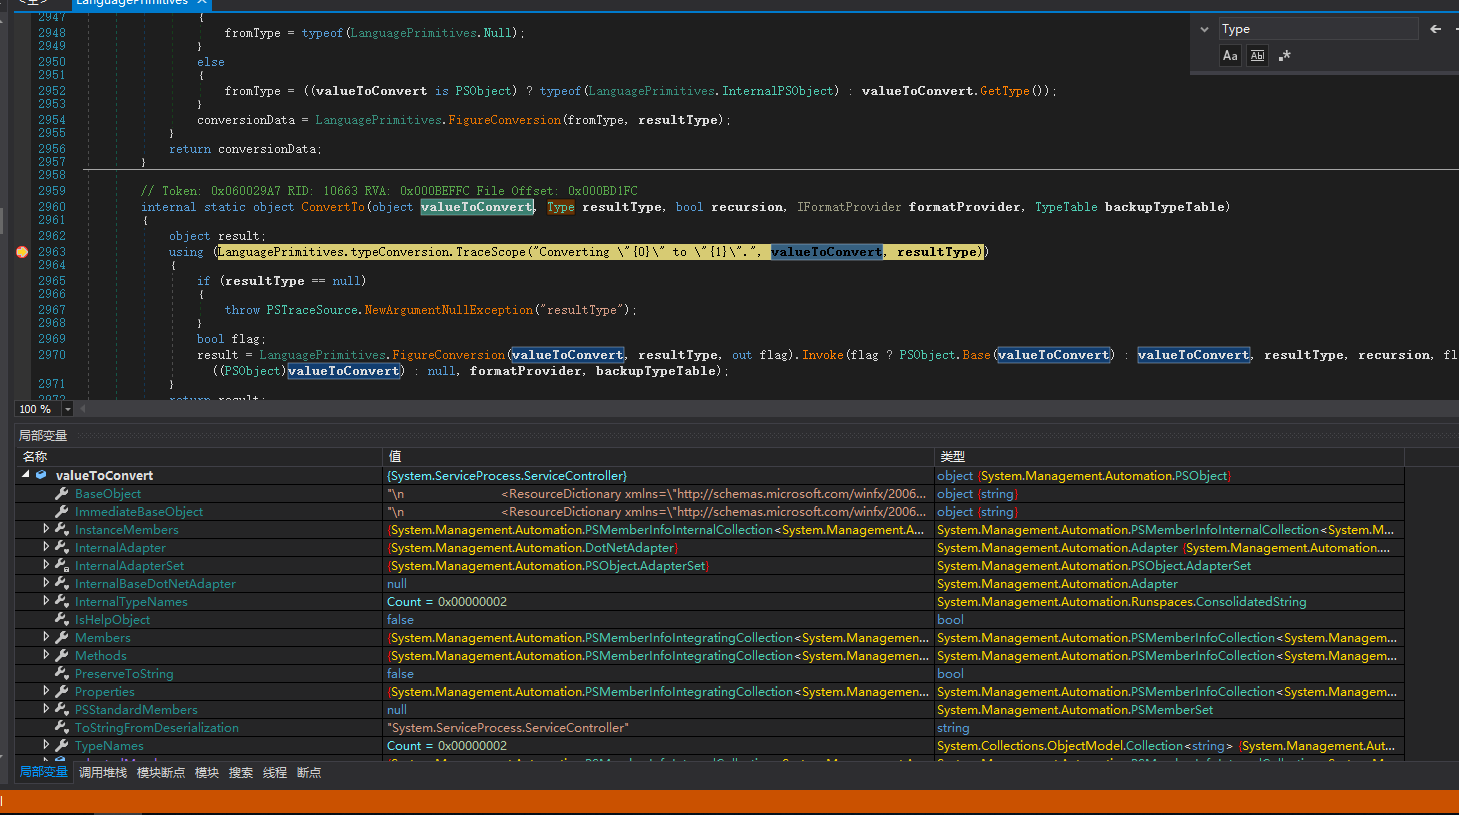 LanguagePrimitives
2947 {
2948 fromType = typeof(LanguagePrimitives.Null);
2949 }
2950 else
2951 {
2952 fromType = ((valueToConvert is PSObject) ? typeof(LanguagePrimitives.InternalPSObject) : valueToConvert.GetType());
2953 }
2954 conversionData = LanguagePrimitives.FigureConversion(fromType, resultType);
2955 }
2956 return conversionData;
2957 }
2958
2959 // Token: 0x060029A7 RID: 10663 RVA: 0x000BEFFC File Offset: 0x000BD1FC
2960 internal static object ConvertTo(object valueToConvert, Type resultType, bool recursion, IFormatProvider formatProvider, TypeTable backupTypeTable)
2961 {
2962 object result;
2963 using (LanguagePrimitives.typeConversion.TraceScope("Converting \"{0}\" to \"{1}\".", valueToConvert, resultType))
2964 {
2965 if (resultType == null)
2966 {
2967 throw PSTraceSource.NewArgumentNullException("resultType");
2968 }
2969 bool flag;
2970 result = LanguagePrimitives.FigureConversion(valueToConvert, resultType, out flag).Invoke(flag ? PSObject.Base(valueToConvert) : valueToConvert, resultType, recursion, fl
((PSObject)valueToConvert) : null, formatProvider, backupTypeTable);
2971 }
2972 return result;
Type
Aa Ab .*
100 %
局部变量
名称 值 类型
valueToConvert {System.ServiceProcess.ServiceController} object {System.Management.Automation.PSObject}
BaseObject "\n <ResourceDictionary xmlns=\"http://schemas.microsoft.com/winfx/2006... object {string}
ImmediateBaseObject "\n <ResourceDictionary xmlns=\"http://schemas.microsoft.com/winfx/2006... object {string}
InstanceMembers {System.Management.Automation.PSMemberInfoInternalCollection<System.Management.A... System.Management.Automation.PSMemberInfoInternalCollection<System.M...
InternalAdapter {System.Management.Automation.DotNetAdapter} System.Management.Automation.Adapter {System.Management.Automation....
InternalAdapterSet {System.Management.Automation.PSObject.AdapterSet} System.Management.Automation.PSObject.AdapterSet
InternalBaseDotNetAdapter null System.Management.Automation.Adapter
InternalTypeNames Count = 0x00000002 System.Management.Automation.Runspaces.ConsolidatedString
IsHelpObject false bool
Members {System.Management.Automation.PSMemberInfoIntegratingCollection<System.Managemen... System.Management.Automation.PSMemberInfoCollection<System.Managem...
Methods {System.Management.Automation.PSMemberInfoIntegratingCollection<System.Managemen... System.Management.Automation.PSMemberInfoCollection<System.Managem...
PreserveToString false bool
Properties {System.Management.Automation.PSMemberInfoIntegratingCollection<System.Managemen... System.Management.Automation.PSMemberInfoCollection<System.Managem...
PSStandardMembers null System.Management.Automation.PSMemberSet
ToStringFromDeserialization "System.ServiceProcess.ServiceController" string
TypeNames Count = 0x00000002 System.Collections.ObjectModel.Collection<string> {System.Management.Aut...
局部变量 调用堆栈 模块断点 模块 搜索 线程 断点